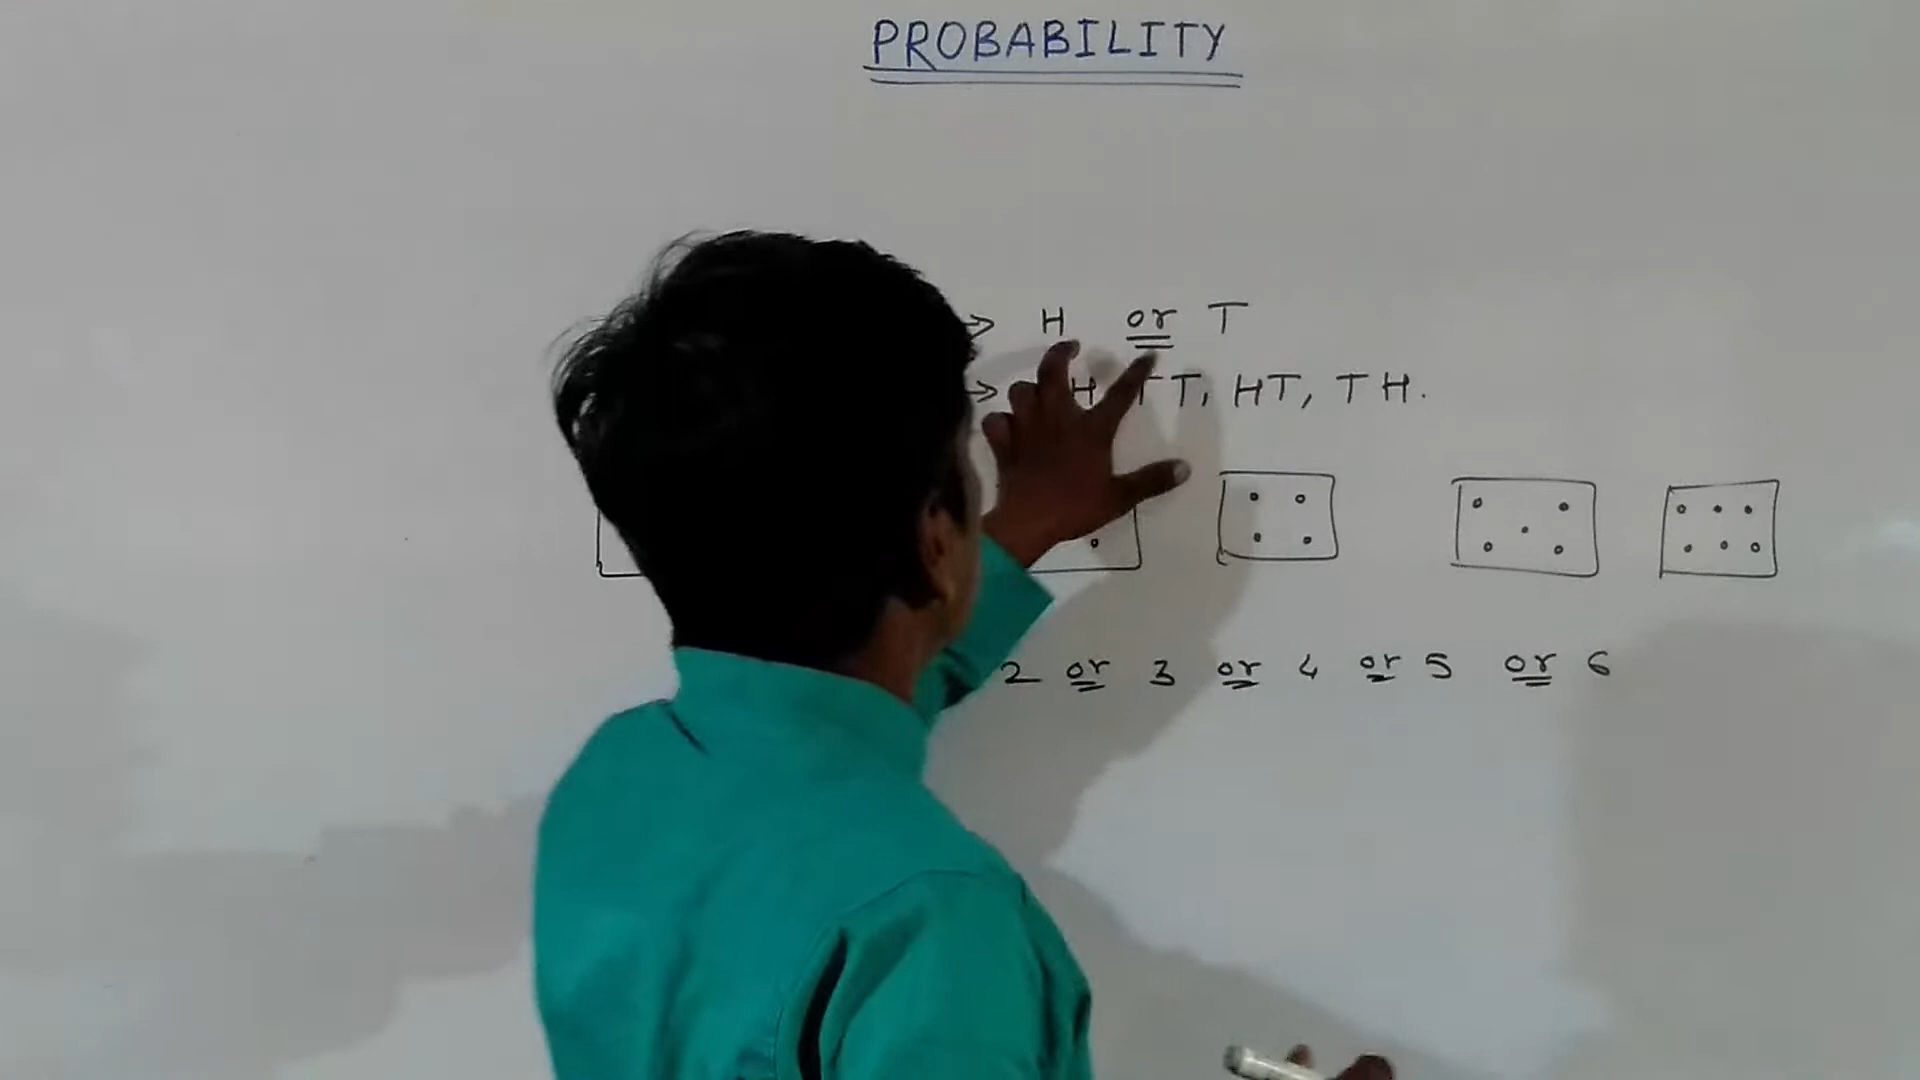 PROBABILITY
→ H or T
→ H TT, HT, TH.
2 or 3 or 4 or 5 or 6